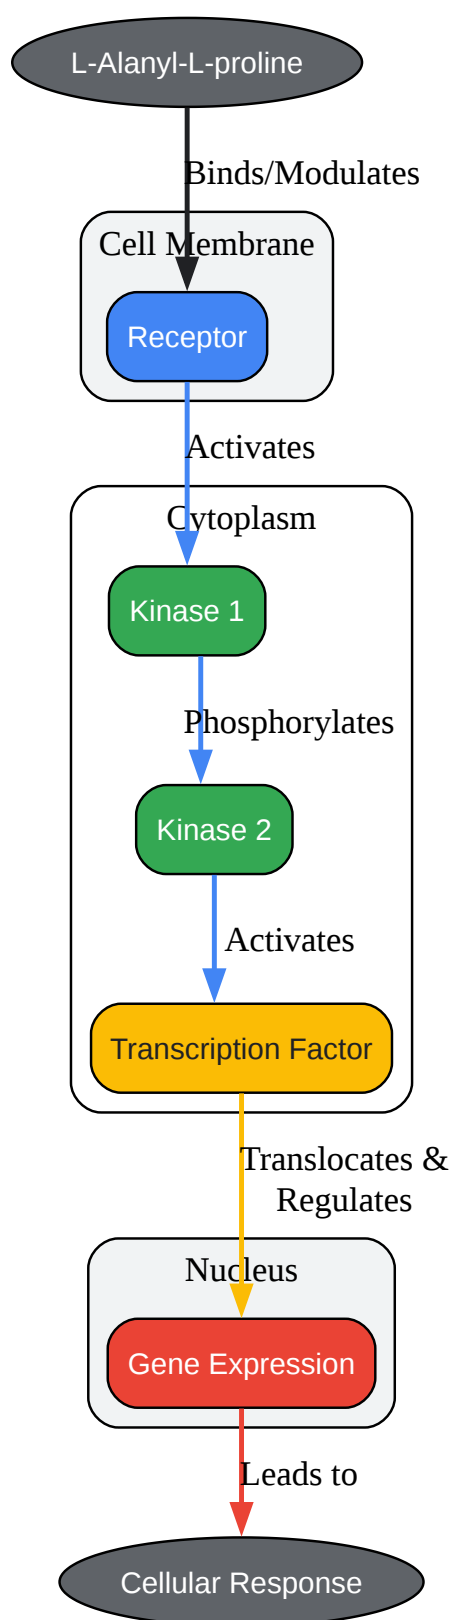 L-Alanyl-L-proline
Binds/Modulates
Cell Membrane
Receptor
Activates
Cytoplasm
Kinase 1
Phosphorylates
Kinase 2
Activates
Transcription Factor
Translocates &
Regulates
Nucleus
Gene Expression
Leads to
Cellular Response